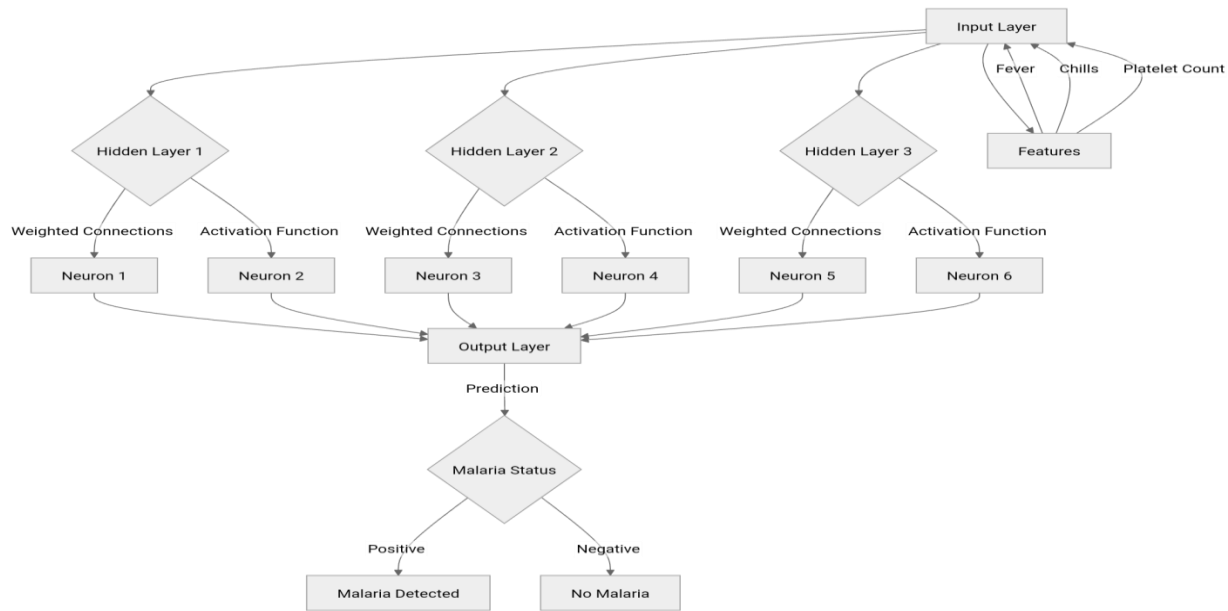 Input Layer
Fever
Chills
Platelet Count
Hidden Layer 1
Hidden Layer 2
Hidden Layer 3
Features
Weighted Connections
Activation Function
Weighted Connections
Activation Function
Weighted Connections
Activation Function
Neuron 1
Neuron 2
Neuron 3
Neuron 4
Neuron 5
Neuron 6
Output Layer
Prediction
Malaria Status
Positive
Negative
Malaria Detected
No Malaria